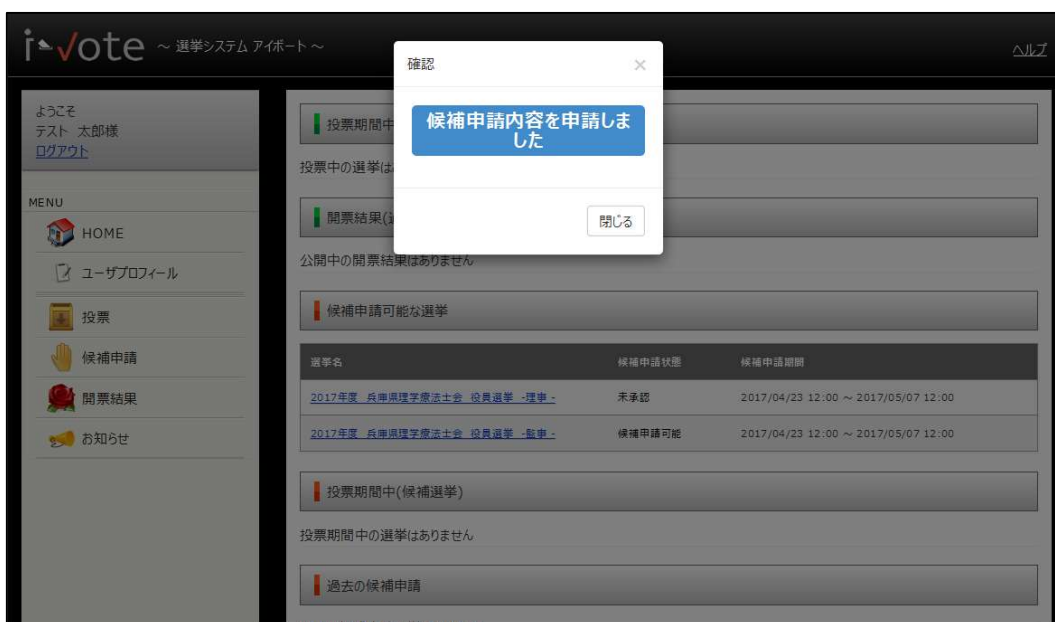 i-√ote ～ 選挙システム アイボート ～
ヘルプ
確認
×
候補申請内容を申請しま
した
閉じる
ようこそ
テスト 太郎様
ログアウト
MENU
HOME
ユーザプロフィール
投票
候補申請
開票結果
お知らせ
投票期間中
投票中の選挙は
開票結果(
公開中の開票結果はありません
候補申請可能な選挙
選挙名 候補申請状態 候補申請期間
2017年度 兵庫県理学療法士会 役員選挙 -理事- 未承認 2017/04/23 12:00 ～ 2017/05/07 12:00
2017年度 兵庫県理学療法士会 役員選挙 -監事- 候補申請可能 2017/04/23 12:00 ～ 2017/05/07 12:00
投票期間中(候補選挙)
投票期間中の選挙はありません
過去の候補申請